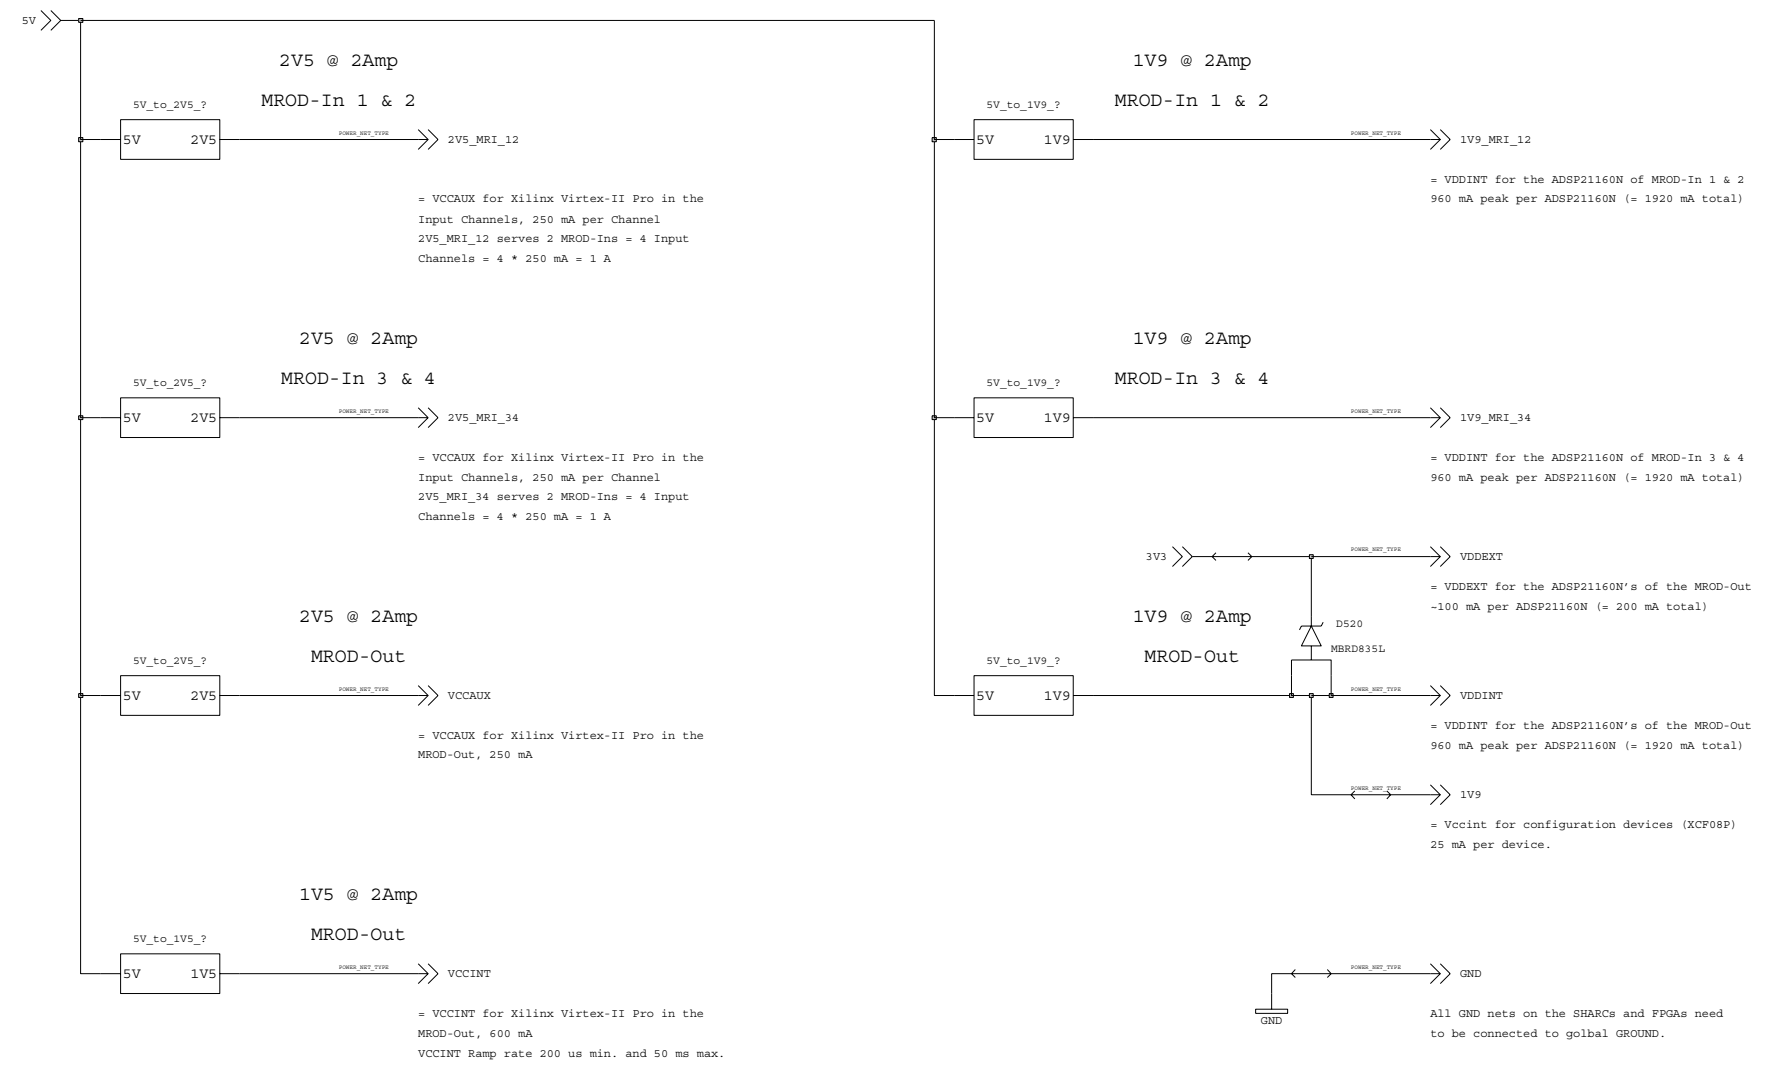 5V
2V5 @ 2Amp
MROD-In 1 & 2
5V_to_2V5_?
5V 2V5
POWER_NET_TYPE
2V5_MRI_12
= VCCAUX for Xilinx Virtex-II Pro in the
Input Channels, 250 mA per Channel
2V5_MRI_12 serves 2 MROD-Ins = 4 Input
Channels = 4 * 250 mA = 1 A
2V5 @ 2Amp
MROD-In 3 & 4
5V_to_2V5_?
5V 2V5
POWER_NET_TYPE
2V5_MRI_34
= VCCAUX for Xilinx Virtex-II Pro in the
Input Channels, 250 mA per Channel
2V5_MRI_34 serves 2 MROD-Ins = 4 Input
Channels = 4 * 250 mA = 1 A
2V5 @ 2Amp
MROD-Out
5V_to_2V5_?
5V 2V5
POWER_NET_TYPE
VCCAUX
= VCCAUX for Xilinx Virtex-II Pro in the
MROD-Out, 250 mA
1V5 @ 2Amp
MROD-Out
5V_to_1V5_?
5V 1V5
POWER_NET_TYPE
VCCINT
= VCCINT for Xilinx Virtex-II Pro in the
MROD-Out, 600 mA
VCCINT Ramp rate 200 us min. and 50 ms max.
1V9 @ 2Amp
MROD-In 1 & 2
5V_to_1V9_?
5V 1V9
POWER_NET_TYPE
1V9_MRI_12
= VDDINT for the ADSP21160N of MROD-In 1 & 2
960 mA peak per ADSP21160N (= 1920 mA total)
1V9 @ 2Amp
MROD-In 3 & 4
5V_to_1V9_?
5V 1V9
POWER_NET_TYPE
1V9_MRI_34
= VDDINT for the ADSP21160N of MROD-In 3 & 4
960 mA peak per ADSP21160N (= 1920 mA total)
3V3
POWER_NET_TYPE
VDDEXT
= VDDEXT for the ADSP21160N's of the MROD-Out
~100 mA per ADSP21160N (= 200 mA total)
1V9 @ 2Amp
MROD-Out
D520
MBRD835L
5V_to_1V9_?
5V 1V9
POWER_NET_TYPE
VDDINT
= VDDINT for the ADSP21160N's of the MROD-Out
960 mA peak per ADSP21160N (= 1920 mA total)
POWER_NET_TYPE
1V9
= Vccint for configuration devices (XCF08P)
25 mA per device.
POWER_NET_TYPE
GND
GND
All GND nets on the SHARCs and FPGAs need
to be connected to golbal GROUND.